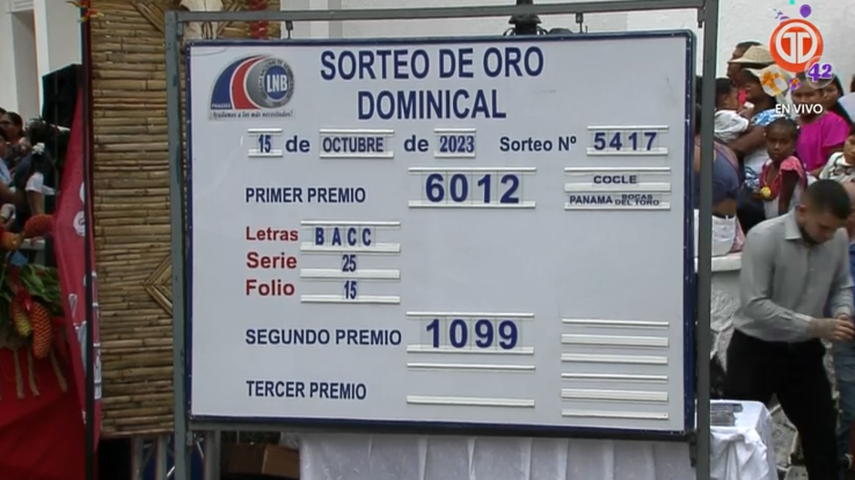 SORTEO DE ORO
DOMINICAL
LNB
15 de OCTUBRE de 2023 Sorteo Nº 5417
PRIMER PREMIO 6012 COCLE
PANAMA BOCAS DEL TORO
Letras BACC
Serie 25
Folio 15
SEGUNDO PREMIO 1099
TERCER PREMIO
42
EN VIVO